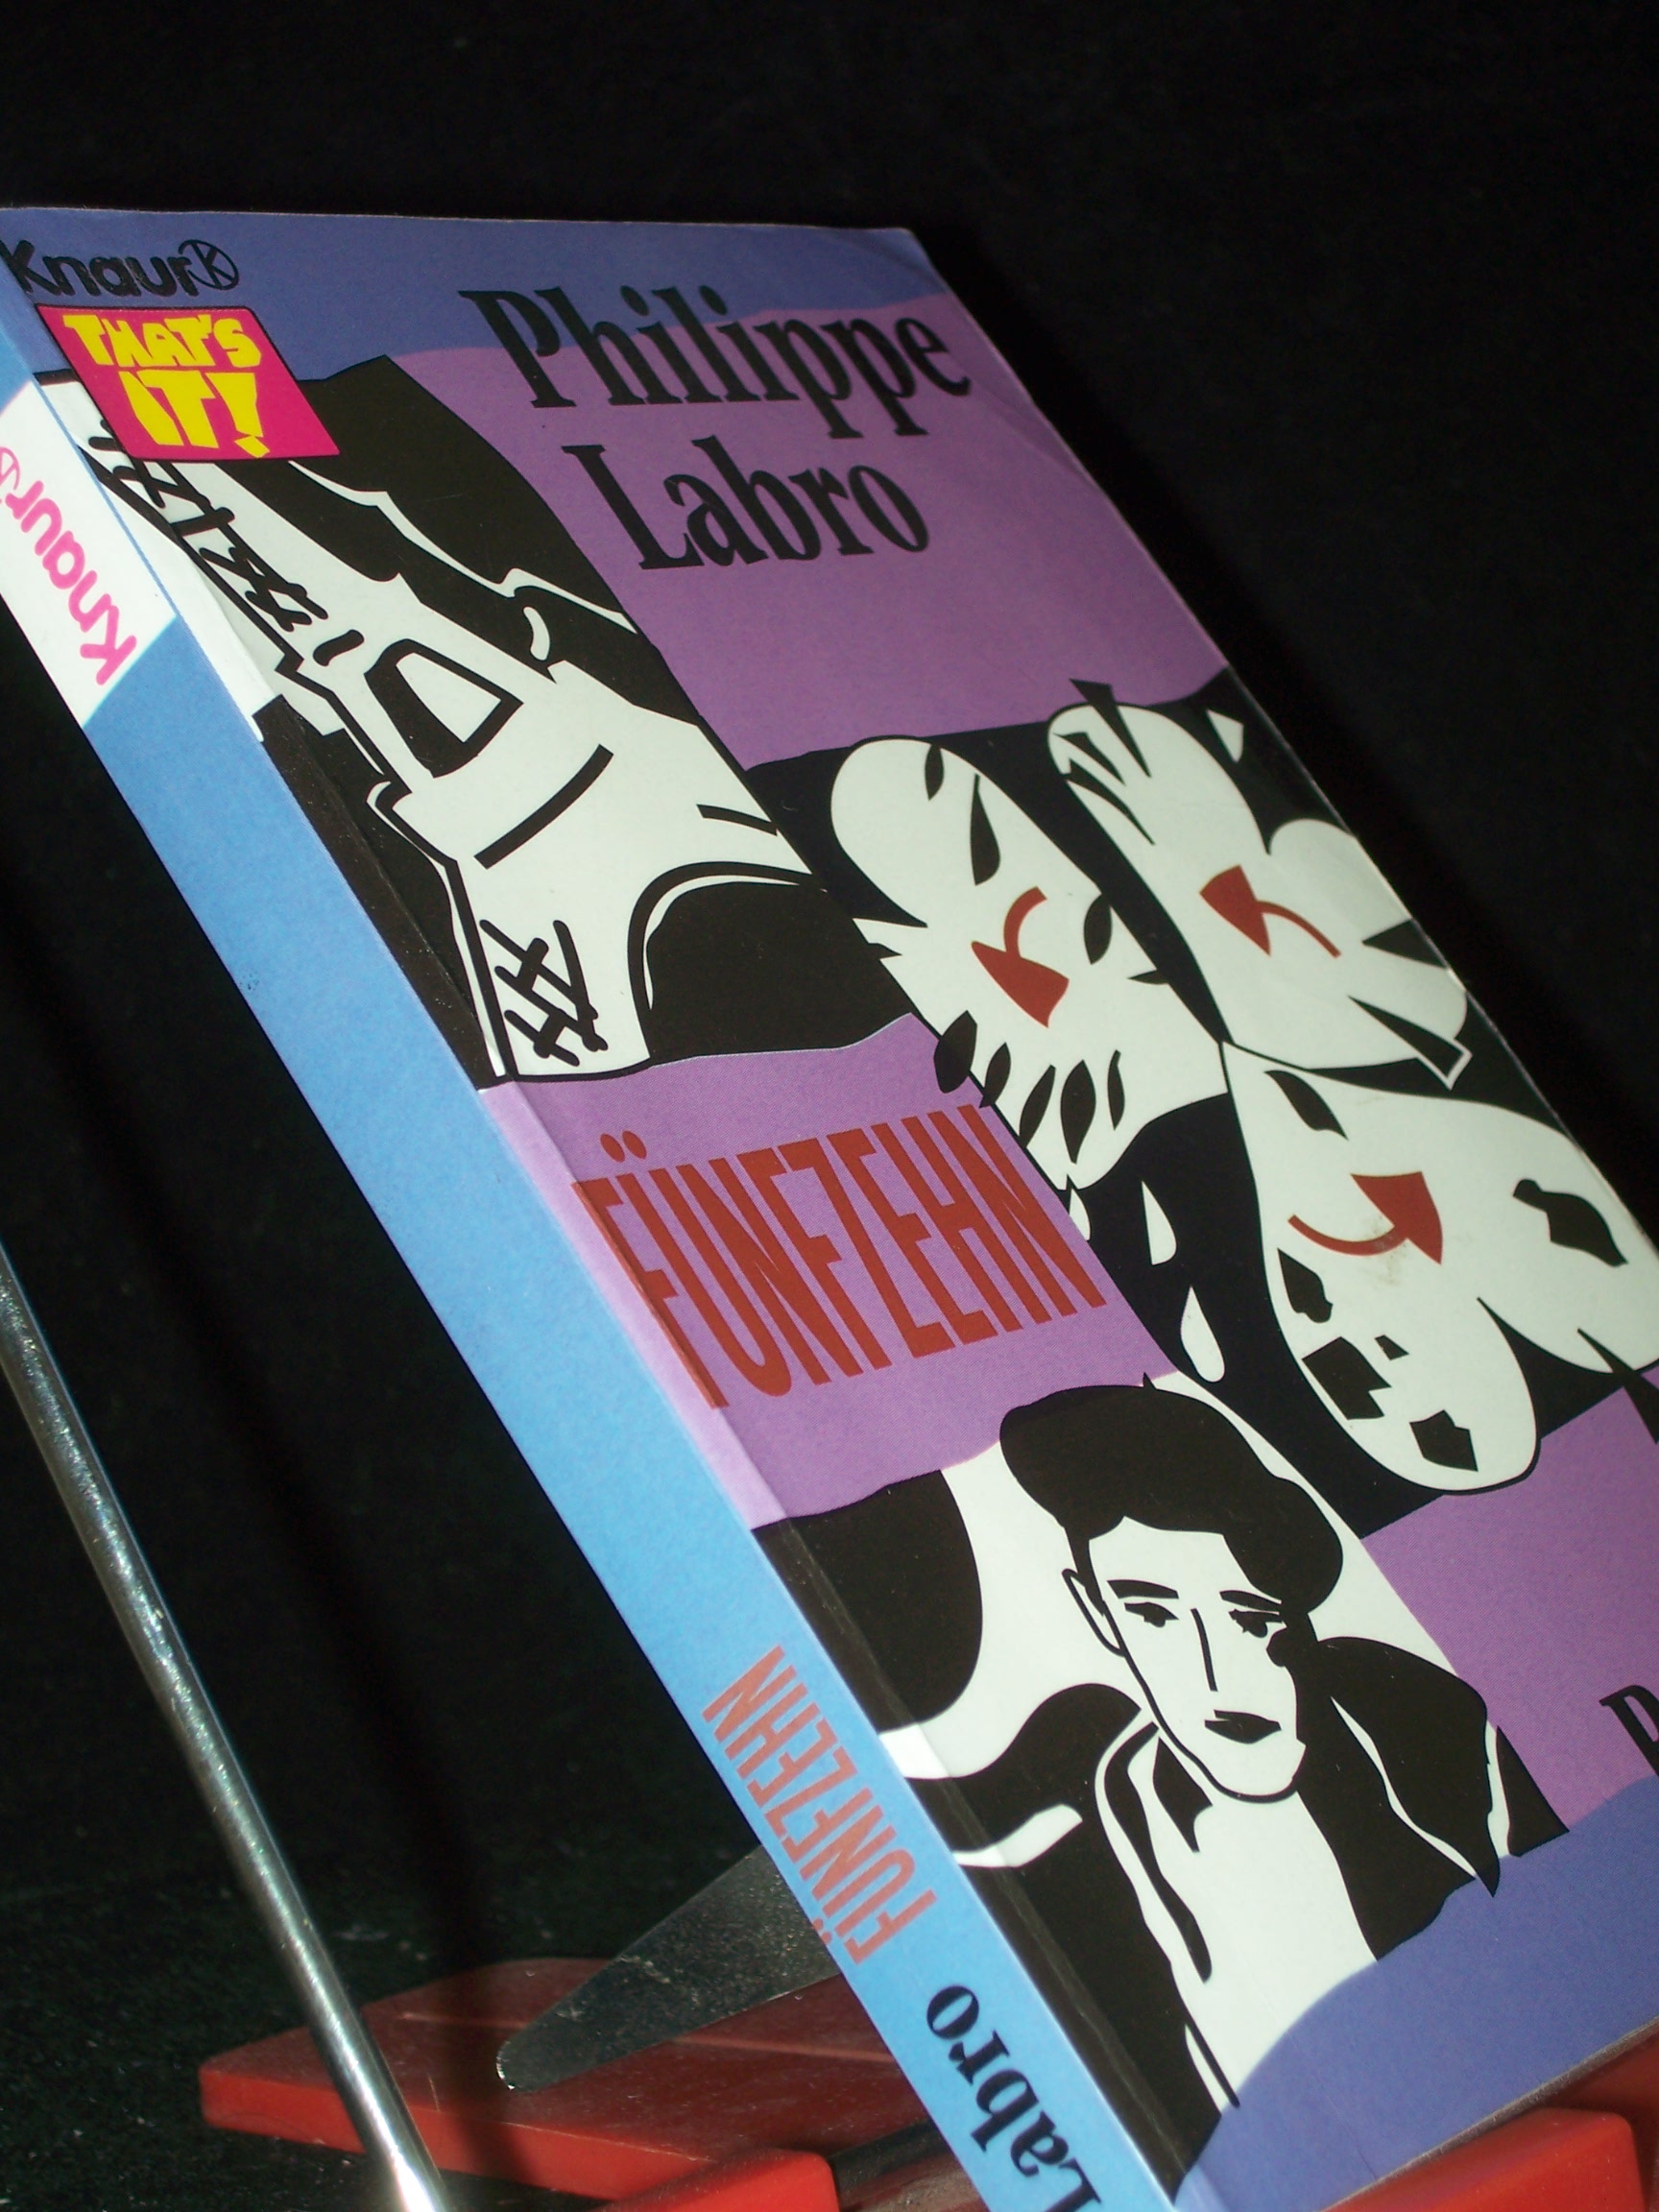 Knaur
THAT'S
IT!
Philippe
Labro
FÜNFZEHN
Knaur
FÜNFZEHN
Labro